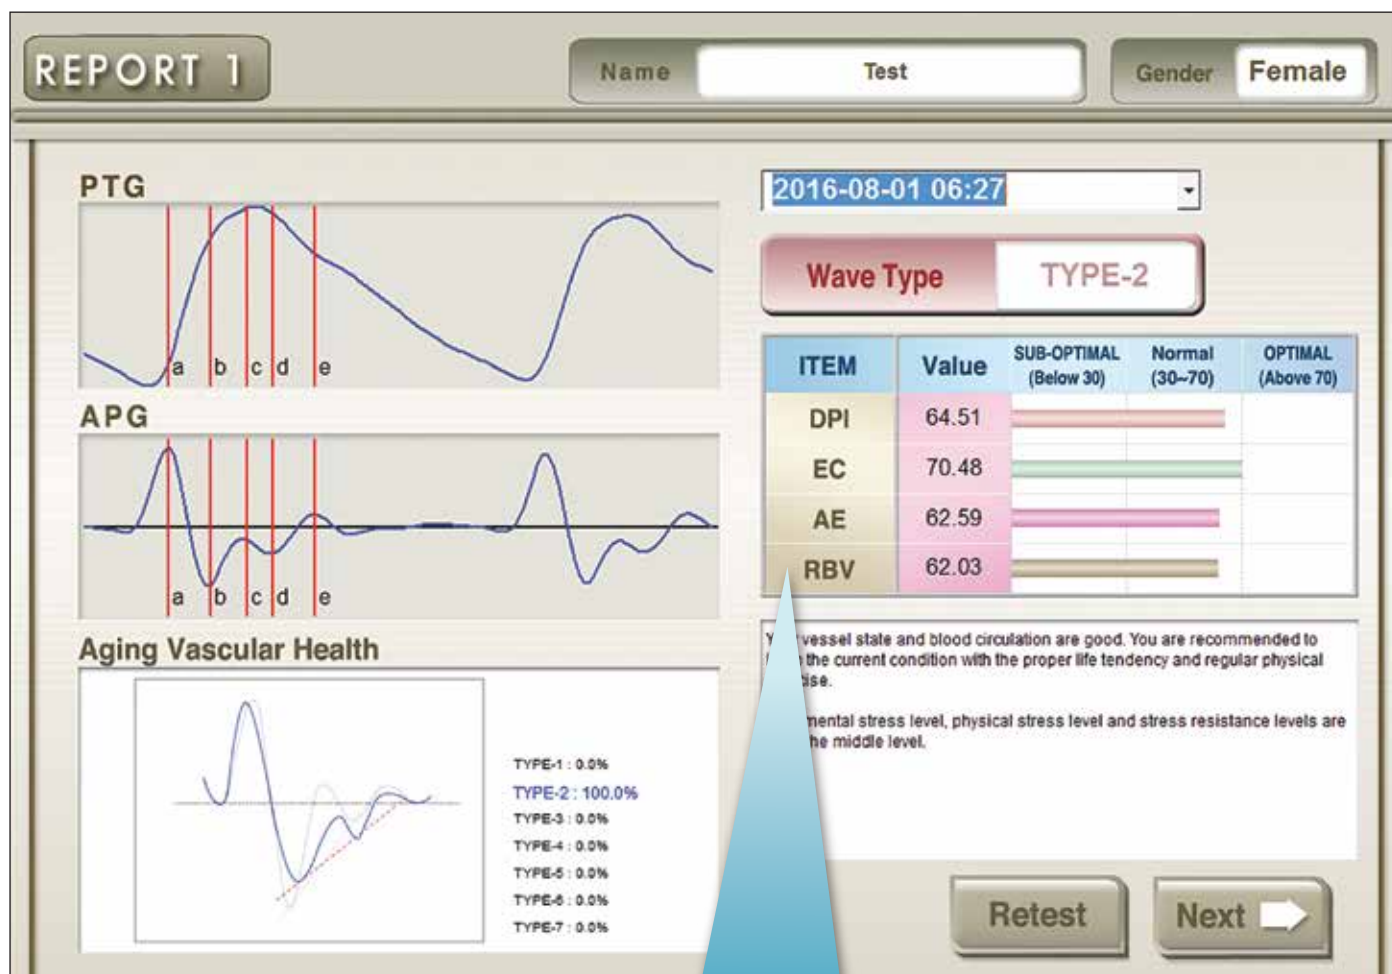 REPORT 1
Name Test
Gender Female
PTG
a b c d e
APG
a b c d e
Aging Vascular Health
TYPE-1 : 0.0%
TYPE-2 : 100.0%
TYPE-3 : 0.0%
TYPE-4 : 0.0%
TYPE-5 : 0.0%
TYPE-6 : 0.0%
TYPE-7 : 0.0%
2016-08-01 06:27
Wave Type TYPE-2
ITEM Value SUB-OPTIMAL (Below 30) Normal (30~70) OPTIMAL (Above 70)
DPI 64.51
EC 70.48
AE 62.59
RBV 62.03
vessel state and blood circulation are good. You are recommended to
the current condition with the proper life tendency and regular physical
mental stress level, physical stress level and stress resistance levels are
he middle level.
Retest
Next